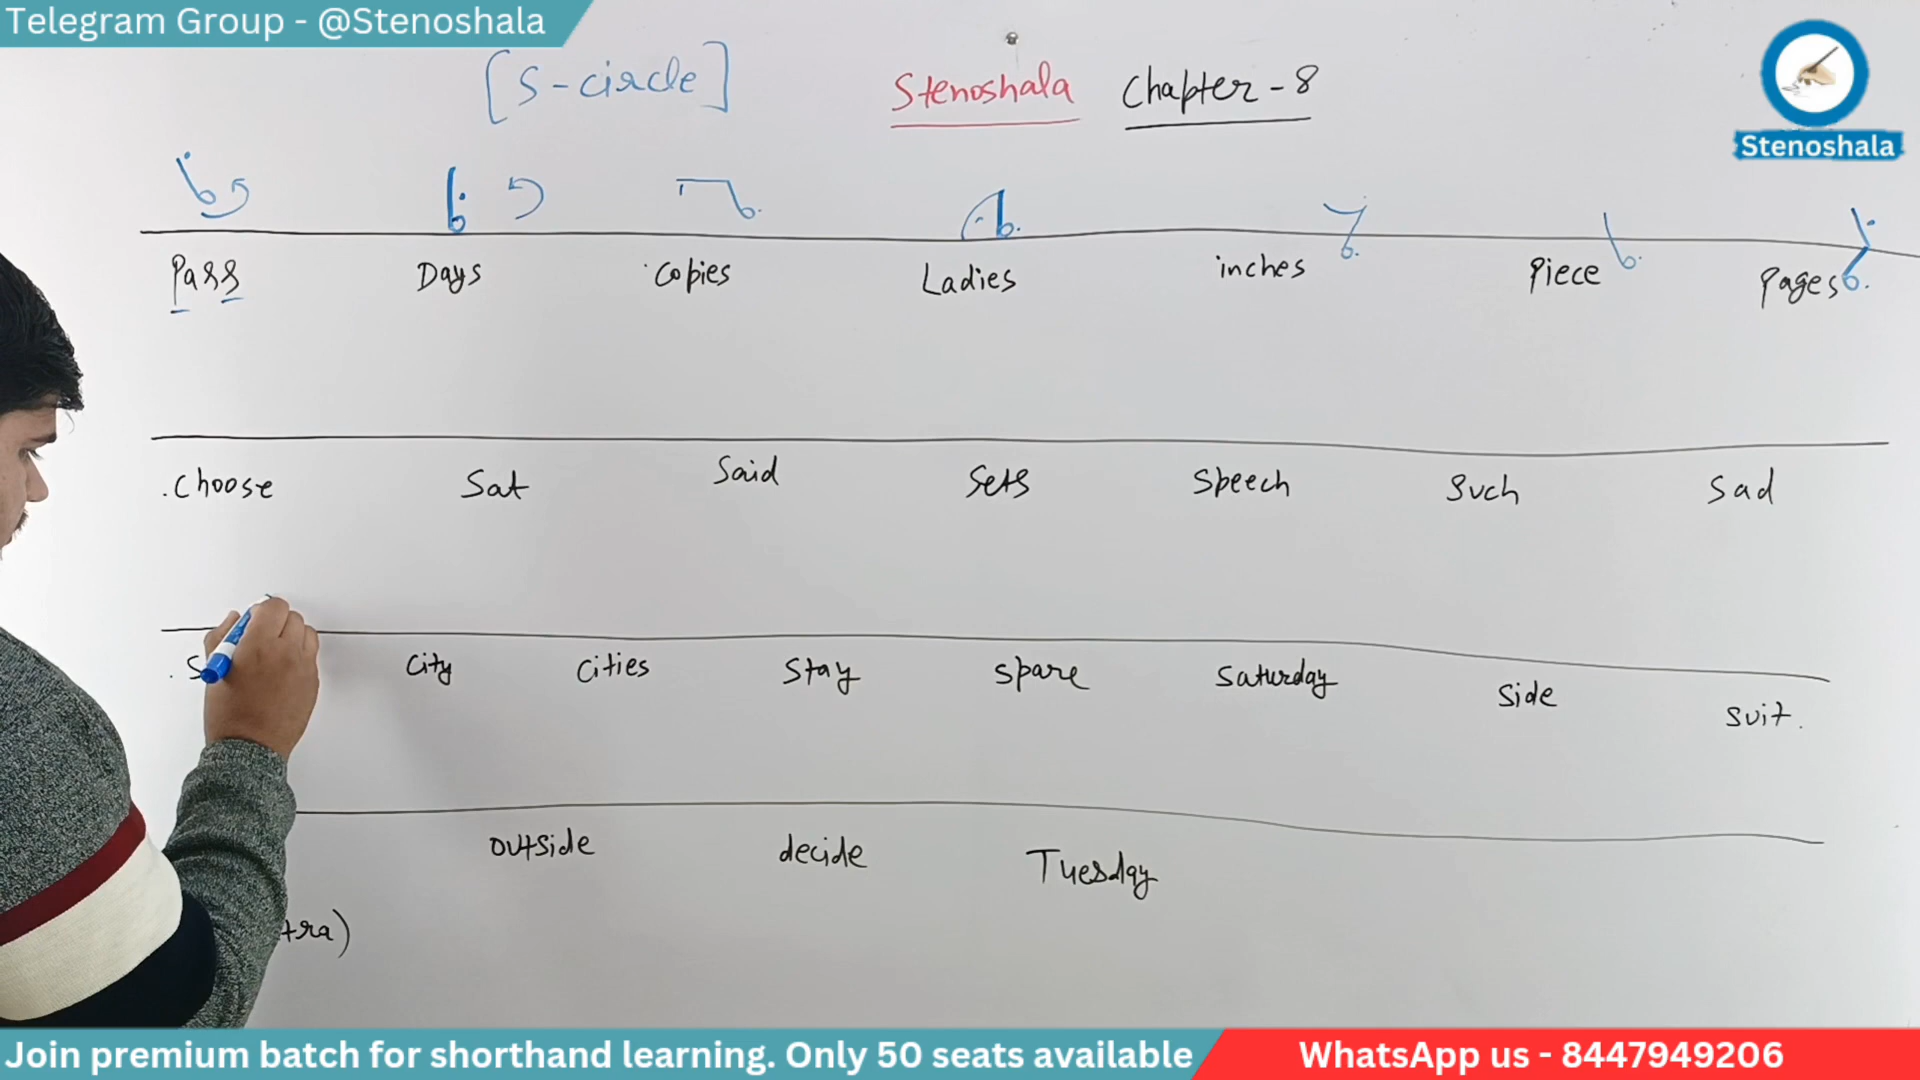 Telegram Group - @Stenoshala
[S-circle] Stenoshala Chapter-8
Stenoshala
Pass Days Copies Ladies inches Piece Pages
.Choose Sat Said Sets Speech Such Sad
City Cities Stay Spare Saturday Side Suit.
outside decide Tuesday
Join premium batch for shorthand learning. Only 50 seats available WhatsApp us - 8447949206